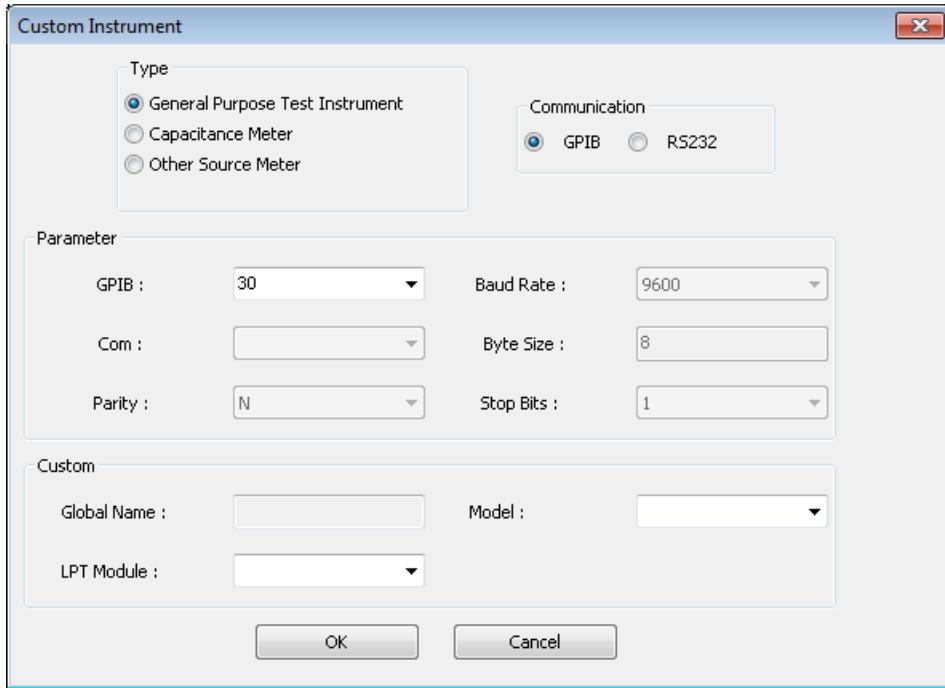 Custom Instrument
Type
General Purpose Test Instrument
Capacitance Meter
Other Source Meter
Communication
GPIB RS232
Parameter
GPIB : 30 Baud Rate : 9600
Com : Byte Size : 8
Parity : N Stop Bits : 1
Custom
Global Name : Model :
LPT Module :
OK Cancel